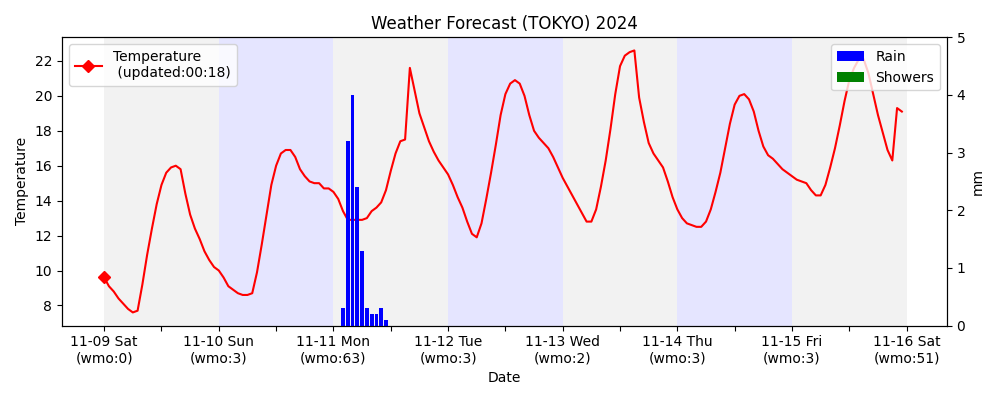 Weather Forecast (TOKYO) 2024
Temperature
(updated:00:18)
Rain
Showers
Temperature
22
20
18
16
14
12
10
8
5
4
3
2
1
0
mm
11-09 Sat
(wmo:0)
11-10 Sun
(wmo:3)
11-11 Mon
(wmo:63)
11-12 Tue
(wmo:3)
11-13 Wed
(wmo:2)
11-14 Thu
(wmo:3)
11-15 Fri
(wmo:3)
11-16 Sat
(wmo:51)
Date